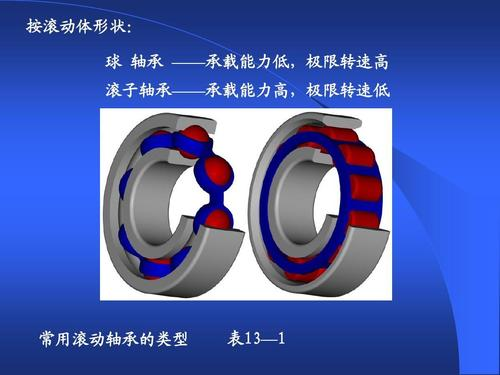 按滚动体形状:
球 轴承 ——承载能力低，极限转速高
滚子轴承——承载能力高，极限转速低
常用滚动轴承的类型 表13—1